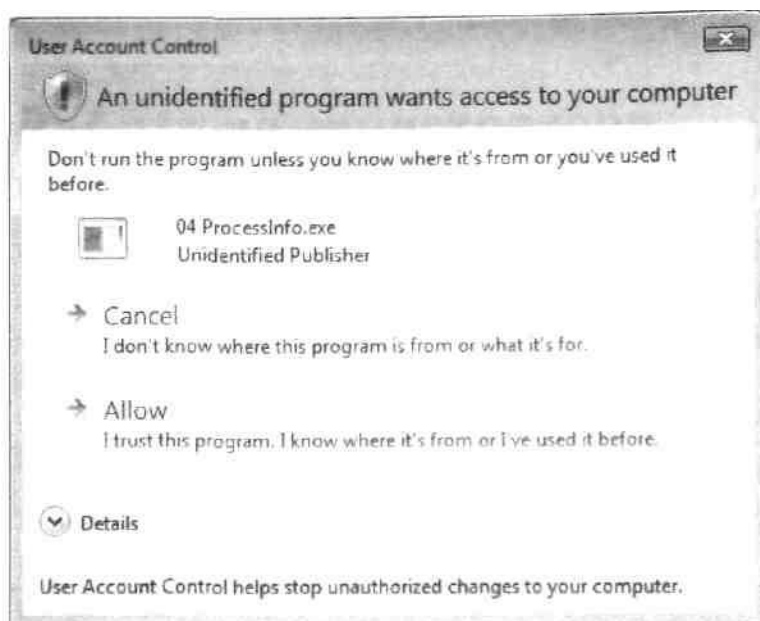 User Account Control
An unidentified program wants access to your computer
Don't run the program unless you know where it's from or you've used it
before.
04 ProcessInfo.exe
Unidentified Publisher
Cancel
I don't know where this program is from or what it's for.
Allow
I trust this program. I know where it's from or I've used it before.
Details
User Account Control helps stop unauthorized changes to your computer.